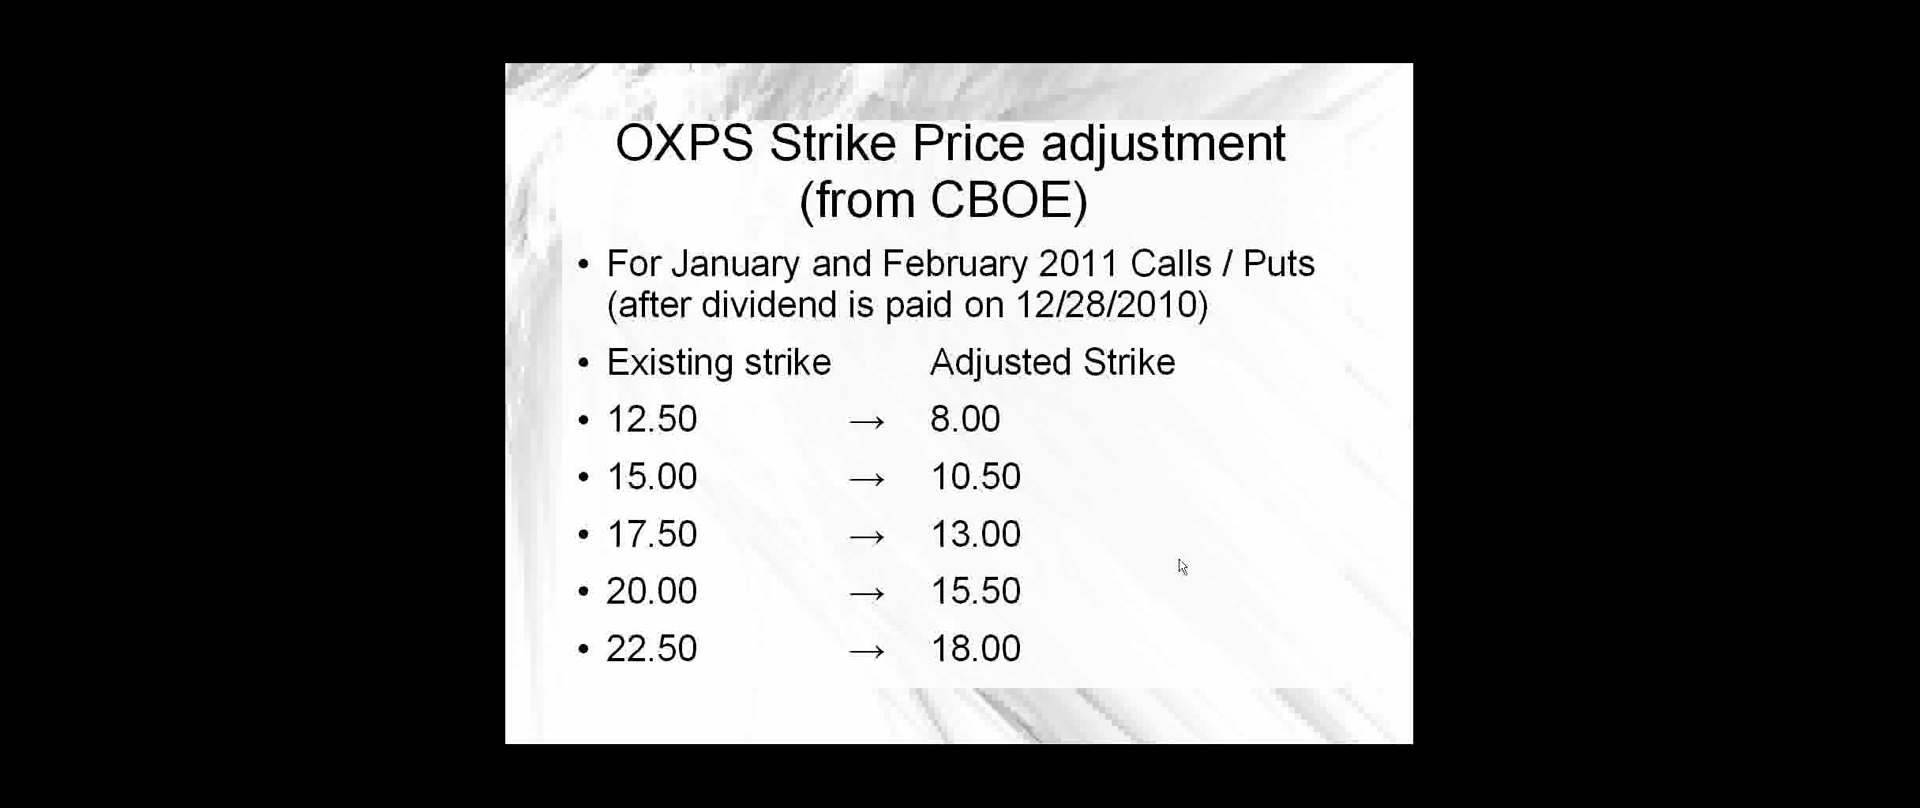 OXPS Strike Price adjustment
(from CBOE)
• For January and February 2011 Calls / Puts
(after dividend is paid on 12/28/2010)
• Existing strike Adjusted Strike
• 12.50 → 8.00
• 15.00 → 10.50
• 17.50 → 13.00
• 20.00 → 15.50
• 22.50 → 18.00